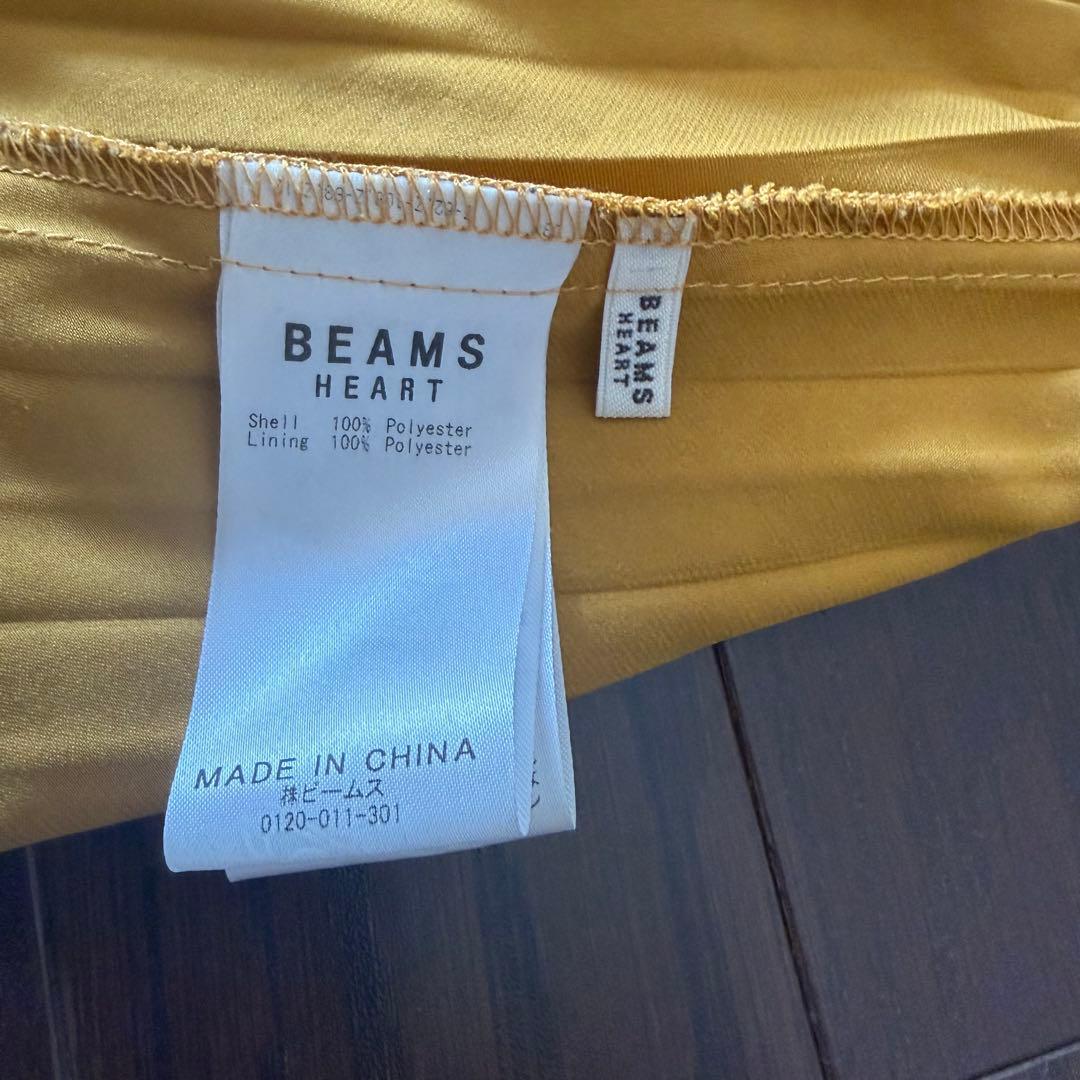 BEAMS
HEART
Shell 100% Polyester
Lining 100% Polyester
MADE IN CHINA
㈱ビームス
0120-011-301
BEAMS
HEART